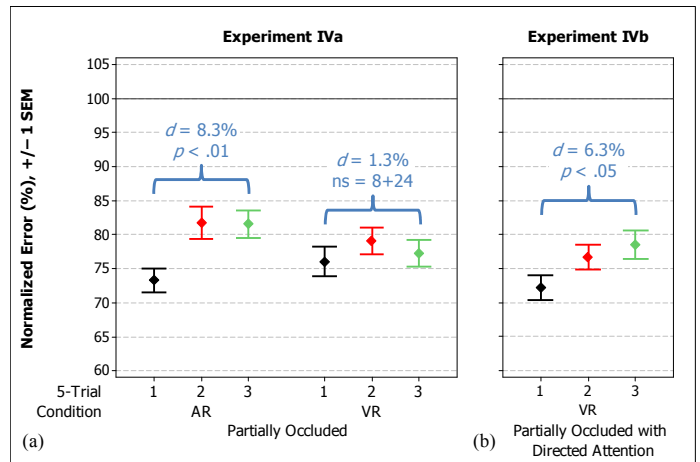 Experiment IVa
Experiment IVb
Normalized Error (%), +/− 1 SEM
105
100
95
90
85
80
75
70
65
60
d = 8.3%
p < .01
d = 1.3%
ns = 8+24
d = 6.3%
p < .05
5-Trial 1 2 3 1 2 3 1 2 3
Condition AR VR VR
(a) Partially Occluded (b) Partially Occluded with
Directed Attention